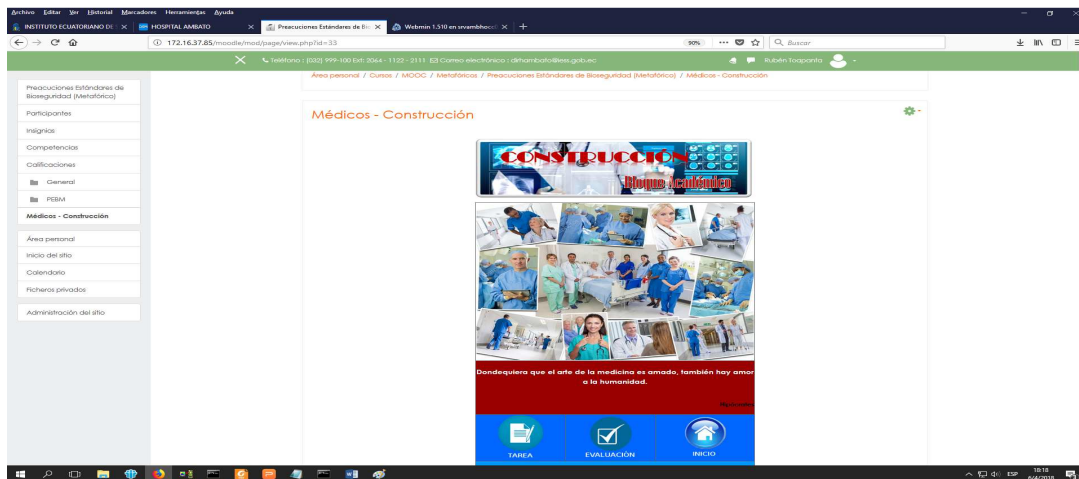 Archivo Editar Ver Historial Marcadores Herramientas Ayuda
INSTITUTO ECUATORIANO DE
HOSPITAL AMBATO
Preacuciones Estándares de Bio
Webmin 1.510 en srvambhocc
172.16.37.85/moodle/mod/page/view.php?id=33
90%
Buscar
Teléfono : (032) 999-100 Ext: 2064 - 1122 - 2111 Correo electrónico : dirhambato@iess.gob.ec
Rubén Toapanta
Área personal / Cursos / MOOC / Metafóricos / Preacuciones Estándares de Bioseguridad (Metafórico) / Médicos - Construcción
Preacuciones Estándares de
Bioseguridad (Metafórico)
Participantes
Insignias
Competencias
Calificaciones
General
PEBM
Médicos - Construcción
Área personal
Inicio del sitio
Calendario
Ficheros privados
Administración del sitio
Médicos - Construcción
CONSTRUCCIÓN
Bloque Académico
Dondequiera que el arte de la medicina es amado, también hay amor
a la humanidad.
TAREA
EVALUACIÓN
INICIO
ESP
18:18
6/4/2018